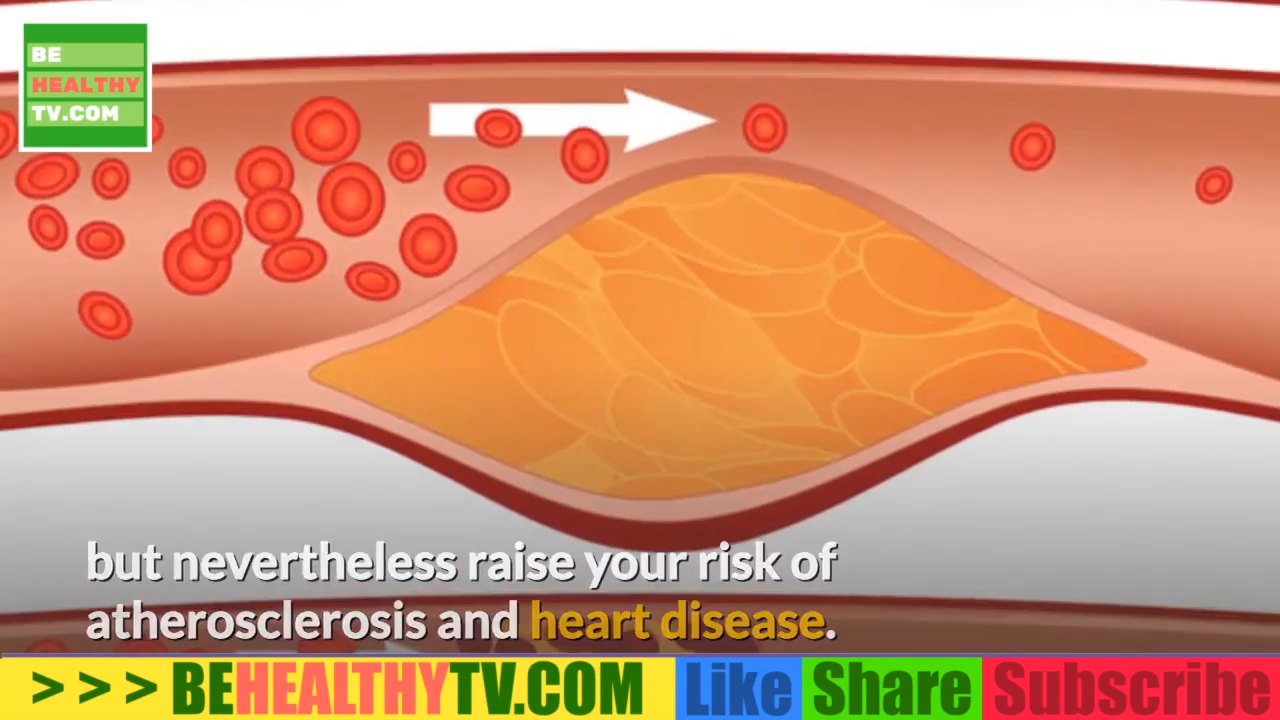 BE
HEALTHY
TV.COM
but nevertheless raise your risk of
atherosclerosis and heart disease.
> > > BEHEALTHYTV.COM Like Share Subscribe